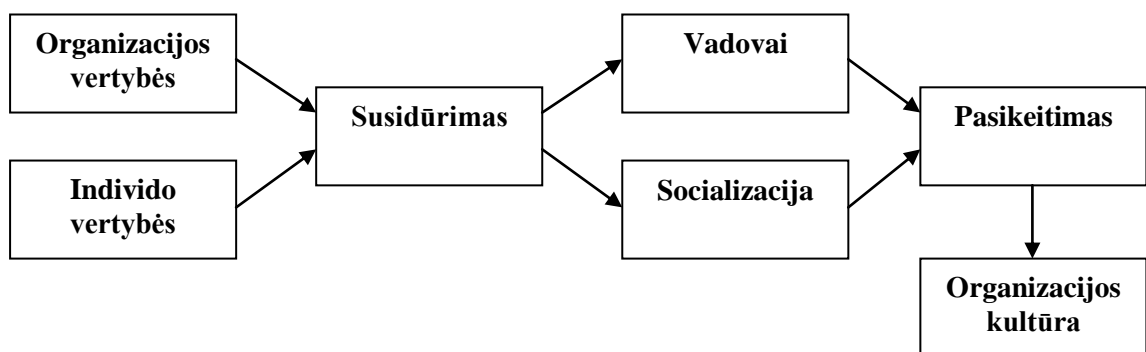 Organizacijos
vertybės
Individo
vertybės
Susidūrimas
Vadovai
Socializacija
Pasikeitimas
Organizacijos
kultūra